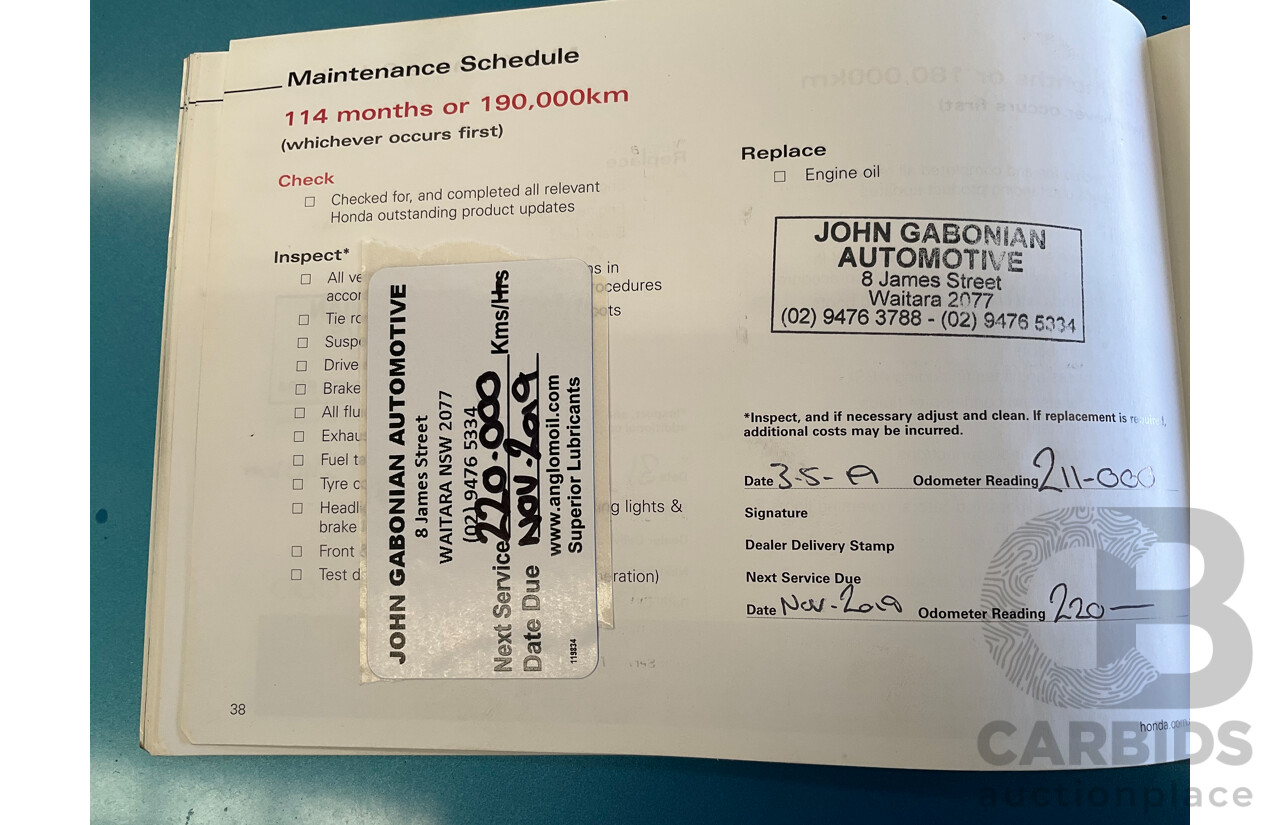 Maintenance Schedule
114 months or 190,000km
(whichever occurs first)
Check
☐ Checked for, and completed all relevant
Honda outstanding product updates
Inspect*
☐ All ve
accor
ocedures
☐ Tie ro
☐ Susp
☐ Drive
☐ Brake
☐ All flu
☐ Exhau
☐ Fuel t
☐ Tyre c
☐ Headl
lights &
brake
☐ Front
☐ Test d
eration)
38
JOHN GABONIAN AUTOMOTIVE
8 James Street
WAITARA NSW 2077
(02) 9476 5334
Next Service 220-000 Kms/Hrs
Date Due NOV-2019
www.anglomoil.com
Superior Lubricants
119834
Replace
☐ Engine oil
JOHN GABONIAN
AUTOMOTIVE
8 James Street
Waitara 2077
(02) 9476 3788 - (02) 9476 5334
*Inspect, and if necessary adjust and clean. If replacement is required,
additional costs may be incurred.
Date 3-5-19 Odometer Reading 211-000
Signature
Dealer Delivery Stamp
Next Service Due
Date Nov-2019 Odometer Reading 220—
honda.com
CARBIDS
auctionplace